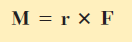 M = r × F